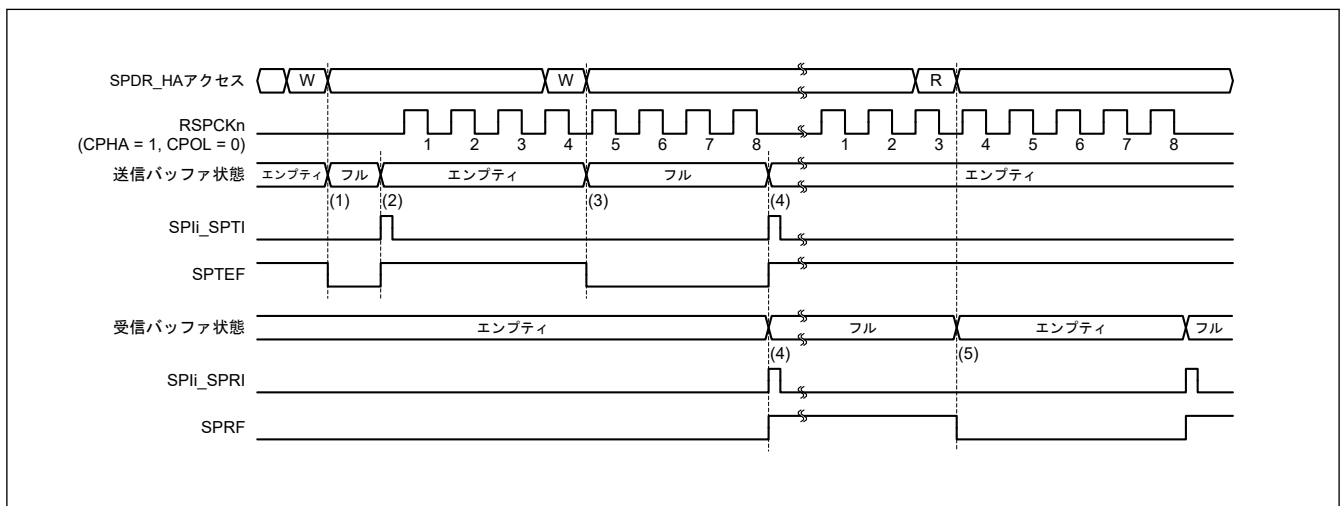 SPDR_HAアクセス W W R
RSPCKn
(CPHA = 1, CPOL = 0)
1 2 3 4 5 6 7 8 1 2 3 4 5 6 7 8
送信バッファ状態 エンプティ フル エンプティ フル エンプティ
(1) (2) (3) (4)
SPIi_SPTI
SPTEF
受信バッファ状態 エンプティ フル エンプティ フル
(4) (5)
SPIi_SPRI
SPRF